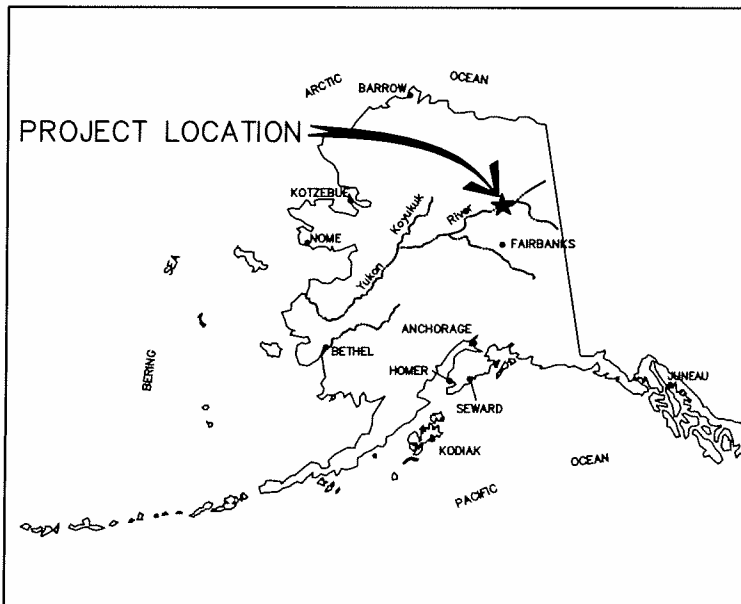 ARCTIC
OCEAN
BARROW
PROJECT LOCATION
KOTZEBUE
Koyukuk
River
NOME
FAIRBANKS
SEA
Yukon
ANCHORAGE
BETHEL
BERING
HOMER
JUNEAU
SEWARD
KODIAK
OCEAN
PACIFIC